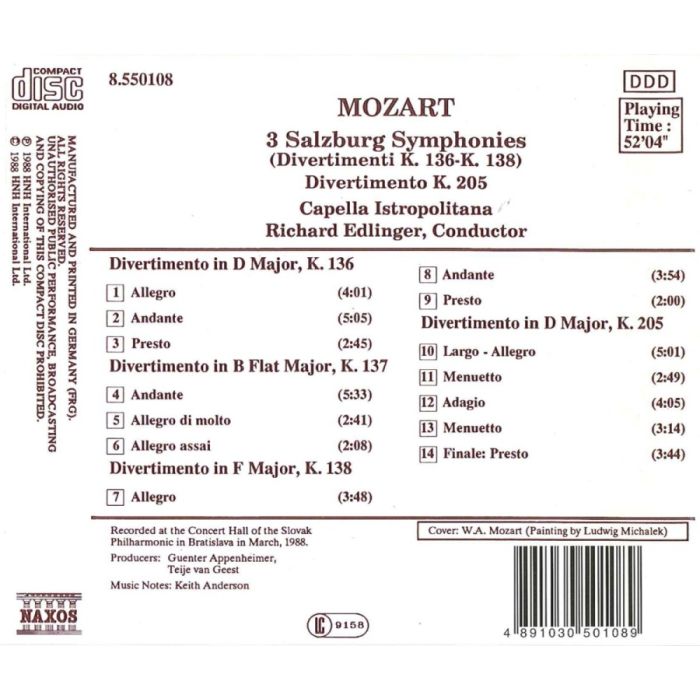 COMPACT
disc
DIGITAL AUDIO
8.550108
DDD
Playing
Time :
52'04"
MOZART
3 Salzburg Symphonies
(Divertimenti K. 136-K. 138)
Divertimento K. 205
Capella Istropolitana
Richard Edlinger, Conductor
Divertimento in D Major, K. 136
1 Allegro (4:01)
2 Andante (5:05)
3 Presto (2:45)
Divertimento in B Flat Major, K. 137
4 Andante (5:33)
5 Allegro di molto (2:41)
6 Allegro assai (2:08)
Divertimento in F Major, K. 138
7 Allegro (3:48)
8 Andante (3:54)
9 Presto (2:00)
Divertimento in D Major, K. 205
10 Largo - Allegro (5:01)
11 Menuetto (2:49)
12 Adagio (4:05)
13 Menuetto (3:14)
14 Finale: Presto (3:44)
Recorded at the Concert Hall of the Slovak
Philharmonic in Bratislava in March, 1988.
Producers: Guenter Appenheimer,
Teije van Geest
Music Notes: Keith Anderson
Cover: W.A. Mozart (Painting by Ludwig Michalek)
MANUFACTURED AND PRINTED IN GERMANY (FRG).
ALL RIGHTS RESERVED.
UNAUTHORISED PUBLIC PERFORMANCE, BROADCASTING
AND COPYING OF THIS COMPACT DISC PROHIBITED.
℗ 1988 HNH International Ltd.
© 1988 HNH International Ltd.
NAXOS
LC 9158
4 891030 501089